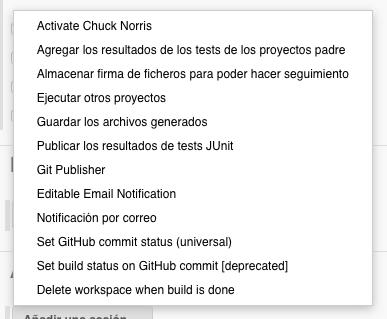 Activate Chuck Norris
Agregar los resultados de los tests de los proyectos padre
Almacenar firma de ficheros para poder hacer seguimiento
Ejecutar otros proyectos
Guardar los archivos generados
Publicar los resultados de tests JUnit
Git Publisher
Editable Email Notification
Notificación por correo
Set GitHub commit status (universal)
Set build status on GitHub commit [deprecated]
Delete workspace when build is done
Añadir una acción